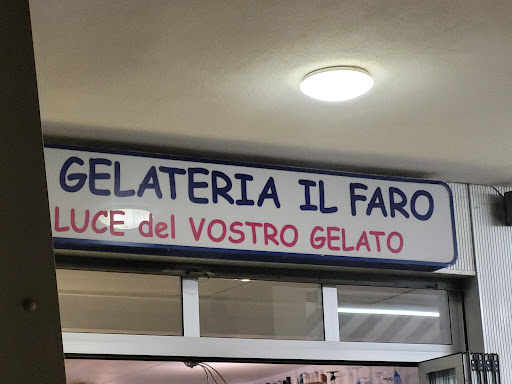 GELATERIA IL FARO
LUCE del VOSTRO GELATO